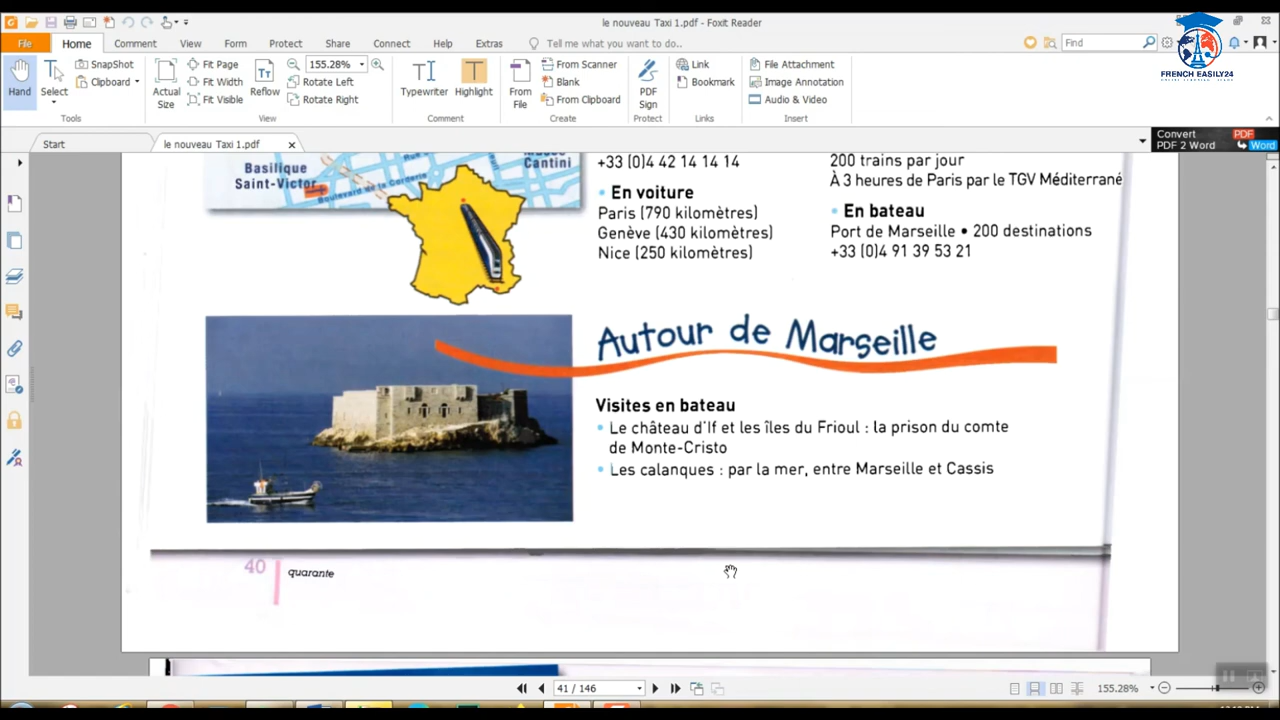 le nouveau Taxi 1.pdf - Foxit Reader
FRENCH EASILY24
File Home Comment View Form Protect Share Connect Help Extras Tell me what you want to do.. Find
Hand
Select
SnapShot
Clipboard
Tools
Actual Size
Fit Page
Fit Width
Fit Visible
Reflow
155.28%
Rotate Left
Rotate Right
View
Typewriter
Highlight
Comment
From File
From Scanner
Blank
From Clipboard
Create
PDF Sign
Protect
Link
Bookmark
Links
File Attachment
Image Annotation
Audio & Video
Insert
Start
le nouveau Taxi 1.pdf
Convert PDF
PDF 2 Word Word
Basilique
Saint-Victor
Boulevard de la Corderie
Cantini
+33 (0)4 42 14 14 14
• En voiture
Paris (790 kilomètres)
Genève (430 kilomètres)
Nice (250 kilomètres)
200 trains par jour
À 3 heures de Paris par le TGV Méditerrané
• En bateau
Port de Marseille • 200 destinations
+33 (0)4 91 39 53 21
Autour de Marseille
Visites en bateau
• Le château d'If et les îles du Frioul : la prison du comte
de Monte-Cristo
• Les calanques : par la mer, entre Marseille et Cassis
40
quarante
41 / 146
155.28%